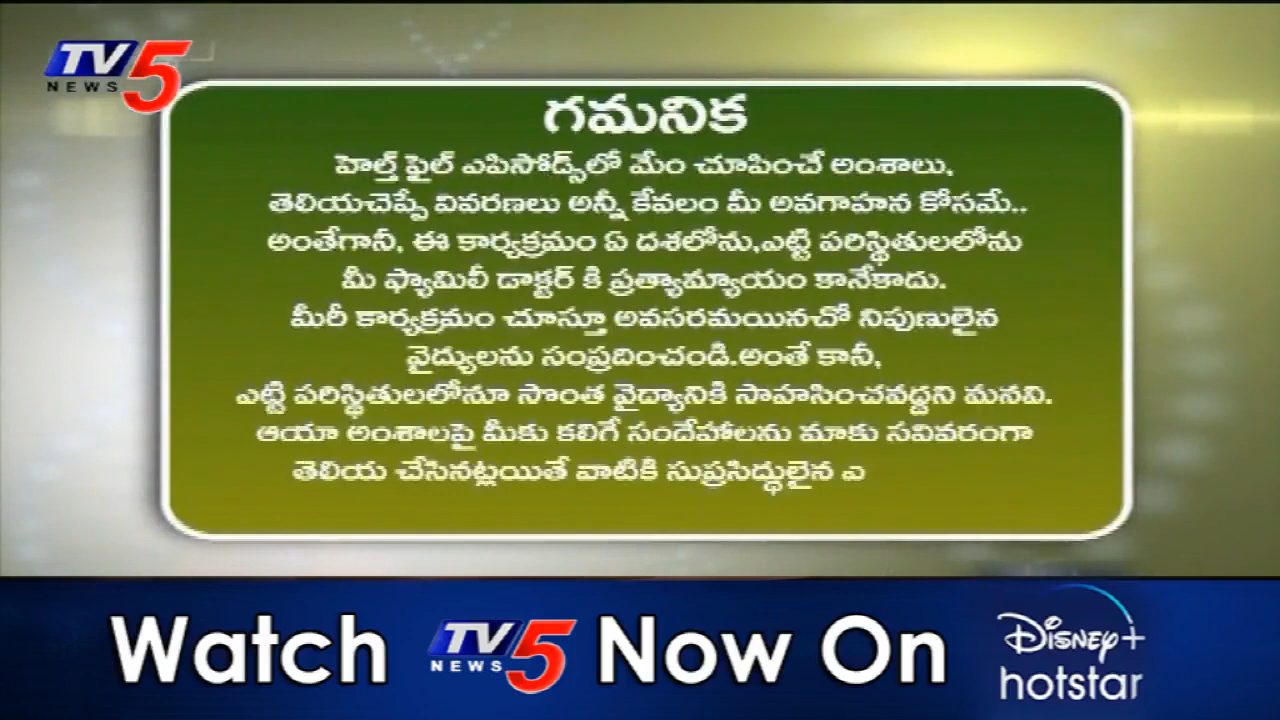 TV5
NEWS
గమనిక
హెల్త్ ఫైల్ ఎపిసోడ్స్‌లో మేం చూపించే అంశాలు,
తెలియచెప్పే వివరణలు అన్నీ కేవలం మీ అవగాహన కోసమే..
అంతేగానీ, ఈ కార్యక్రమం ఏ దశలోను,ఎట్టి పరిస్థితులలోను
మీ ఫ్యామిలీ డాక్టర్ కి ప్రత్యామ్యాయం కానేకాదు.
మీరీ కార్యక్రమం చూస్తూ అవసరమయినచో నిపుణులైన
వైద్యులను సంప్రదించండి.అంతే కానీ,
ఎట్టి పరిస్థితులలోనూ సొంత వైద్యానికి సాహసించవద్దని మనవి.
ఆయా అంశాలపై మీకు కలిగే సందేహాలను మాకు సవివరంగా
తెలియ చేసినట్లయితే వాటికి సుప్రసిద్ధులైన ఎ
Watch TV5 NEWS Now On Disney+ hotstar